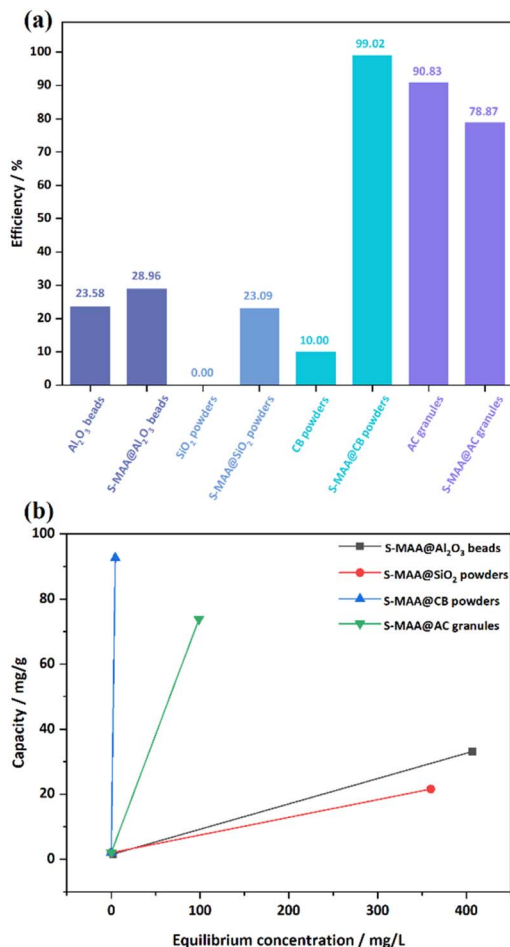 (a)
99.02
100
90.83
90
80
78.87
70
60
50
40
30
20
10
0
Efficiency / %
23.58
28.96
0.00
23.09
10.00
Al₂O₃ beads
S-MAA@Al₂O₃ beads
SiO₂ powders
S-MAA@SiO₂ powders
CB powders
S-MAA@CB powders
AC granules
S-MAA@AC granules
(b)
100
80
60
40
20
0
Capacity / mg/g
S-MAA@Al₂O₃ beads
S-MAA@SiO₂ powders
S-MAA@CB powders
S-MAA@AC granules
0 100 200 300 400
Equilibrium concentration / mg/L